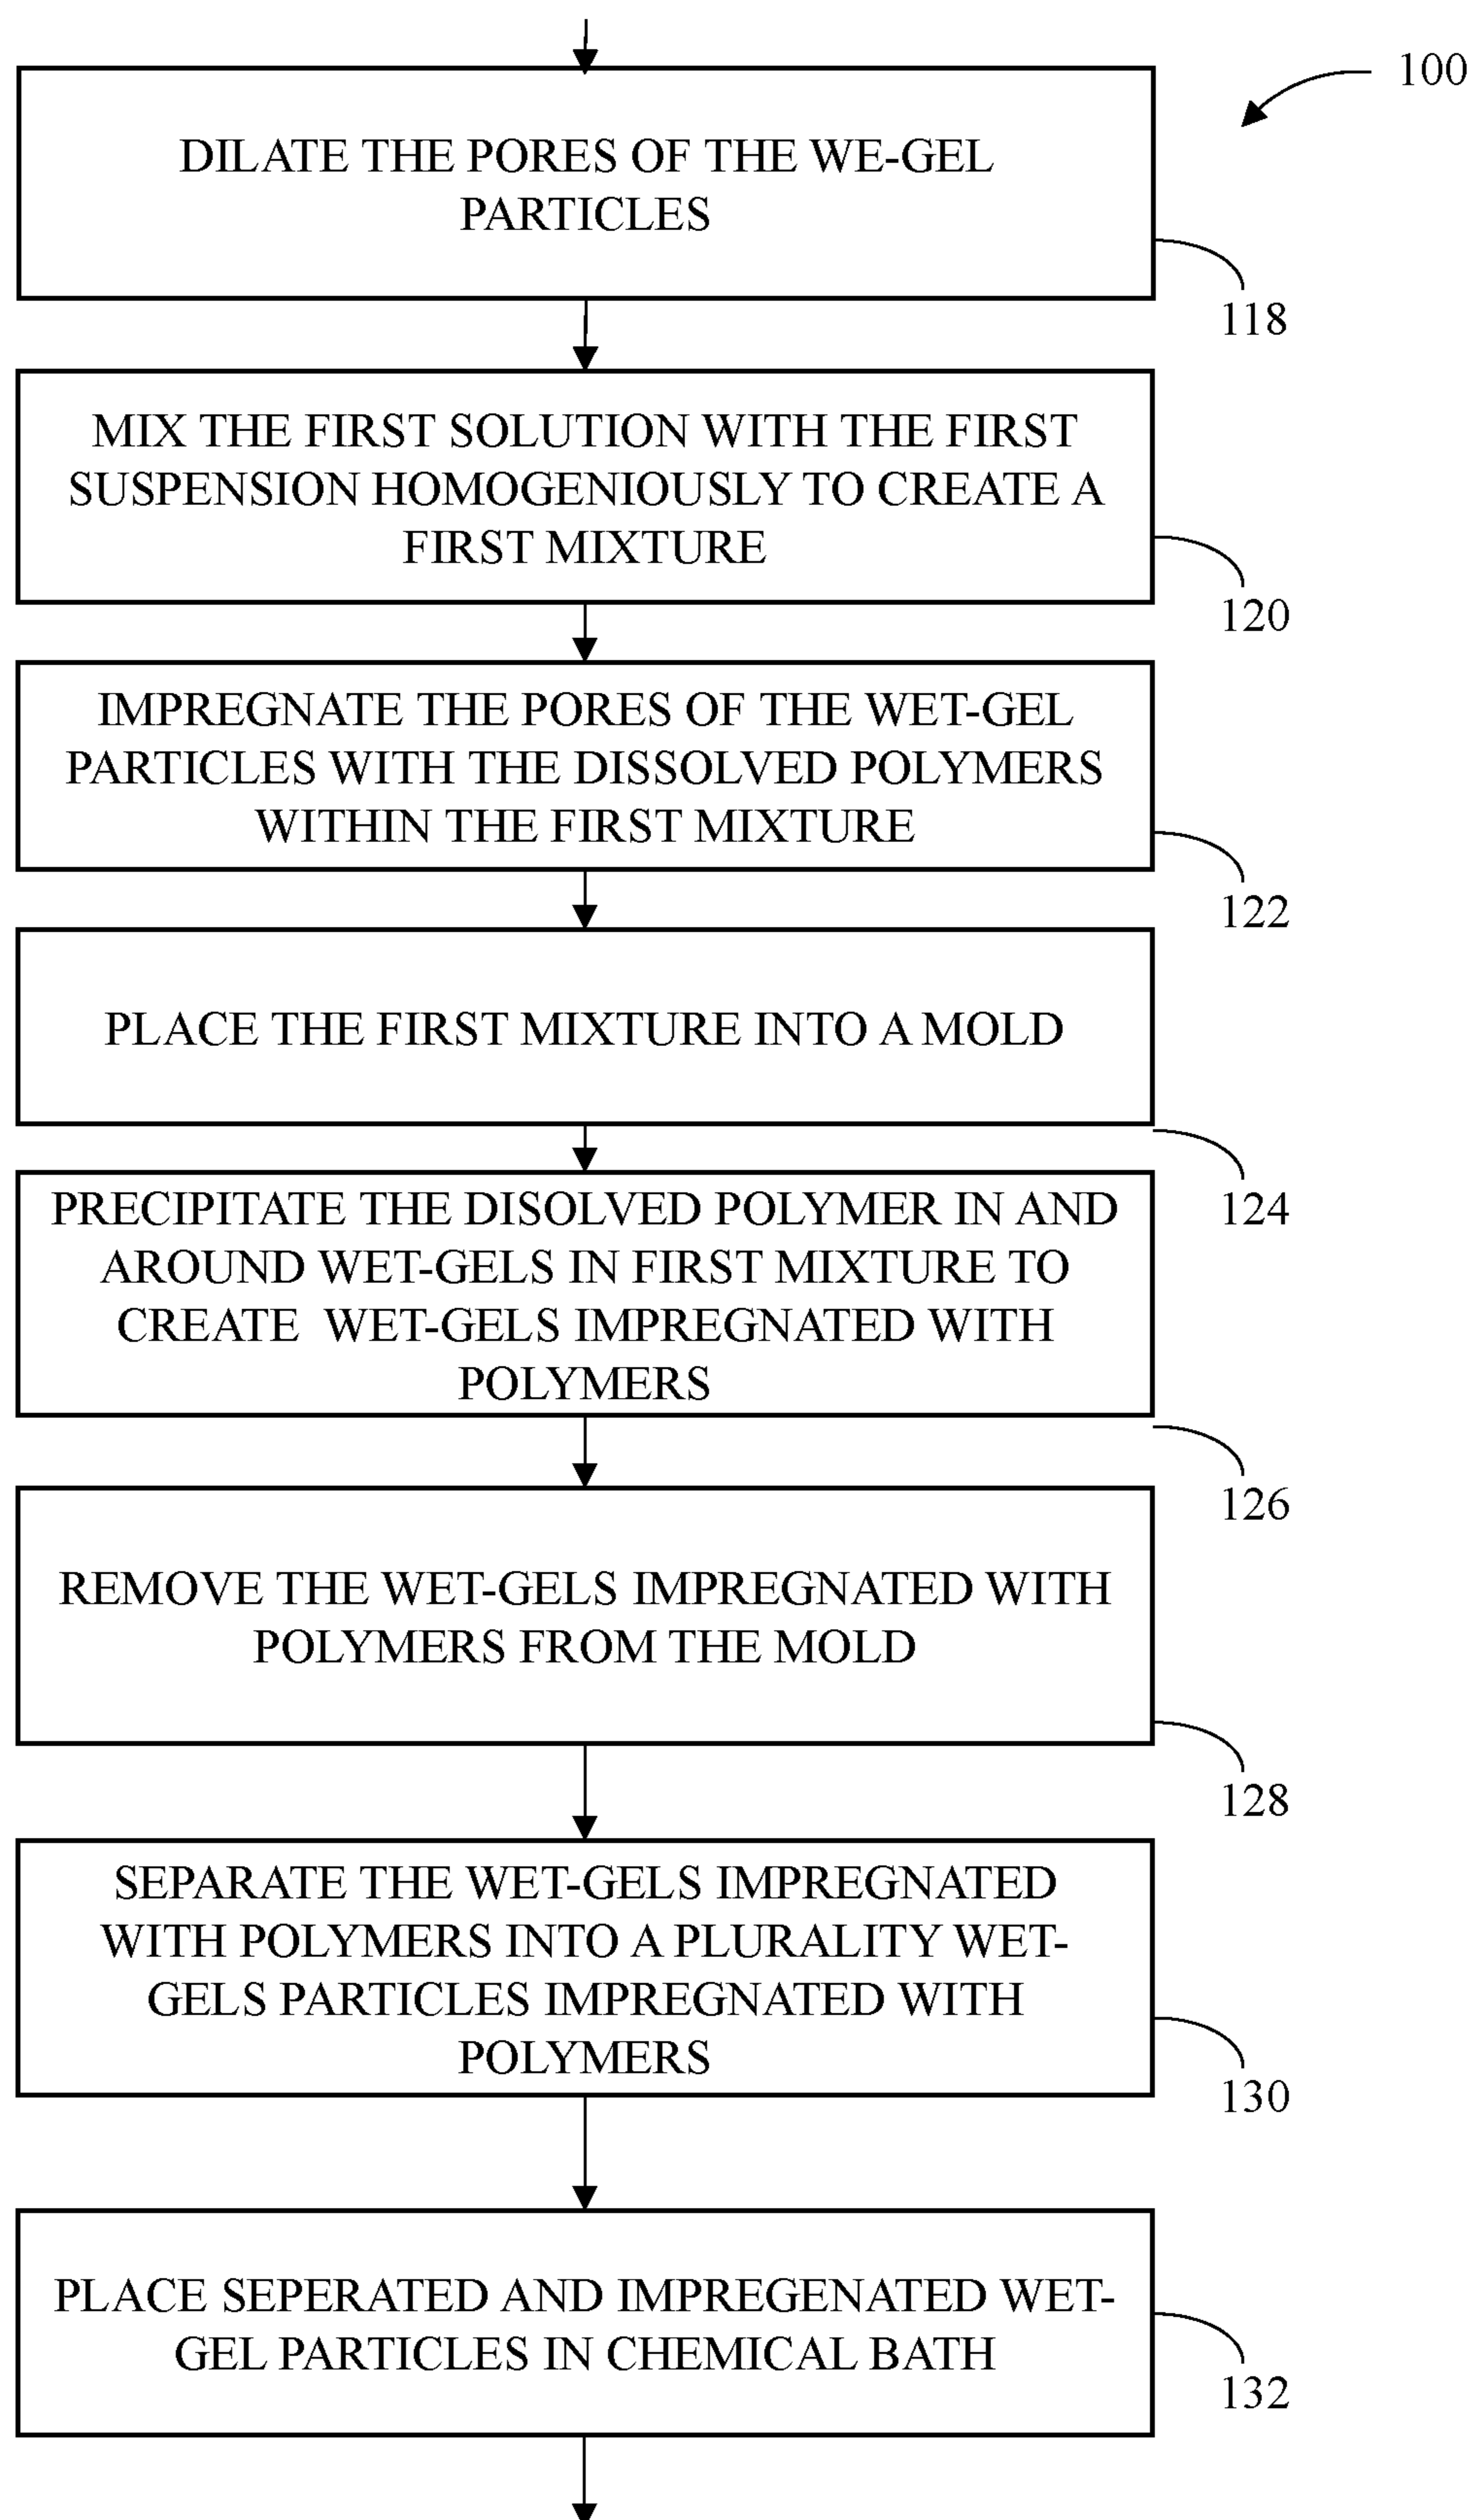 100
DILATE THE PORES OF THE WE-GEL
PARTICLES
118
MIX THE FIRST SOLUTION WITH THE FIRST
SUSPENSION HOMOGENIOUSLY TO CREATE A
FIRST MIXTURE
120
IMPREGNATE THE PORES OF THE WET-GEL
PARTICLES WITH THE DISSOLVED POLYMERS
WITHIN THE FIRST MIXTURE
122
PLACE THE FIRST MIXTURE INTO A MOLD
124
PRECIPITATE THE DISOLVED POLYMER IN AND
AROUND WET-GELS IN FIRST MIXTURE TO
CREATE WET-GELS IMPREGNATED WITH
POLYMERS
126
REMOVE THE WET-GELS IMPREGNATED WITH
POLYMERS FROM THE MOLD
128
SEPARATE THE WET-GELS IMPREGNATED
WITH POLYMERS INTO A PLURALITY WET-
GELS PARTICLES IMPREGNATED WITH
POLYMERS
130
PLACE SEPERATED AND IMPREGENATED WET-
GEL PARTICLES IN CHEMICAL BATH
132